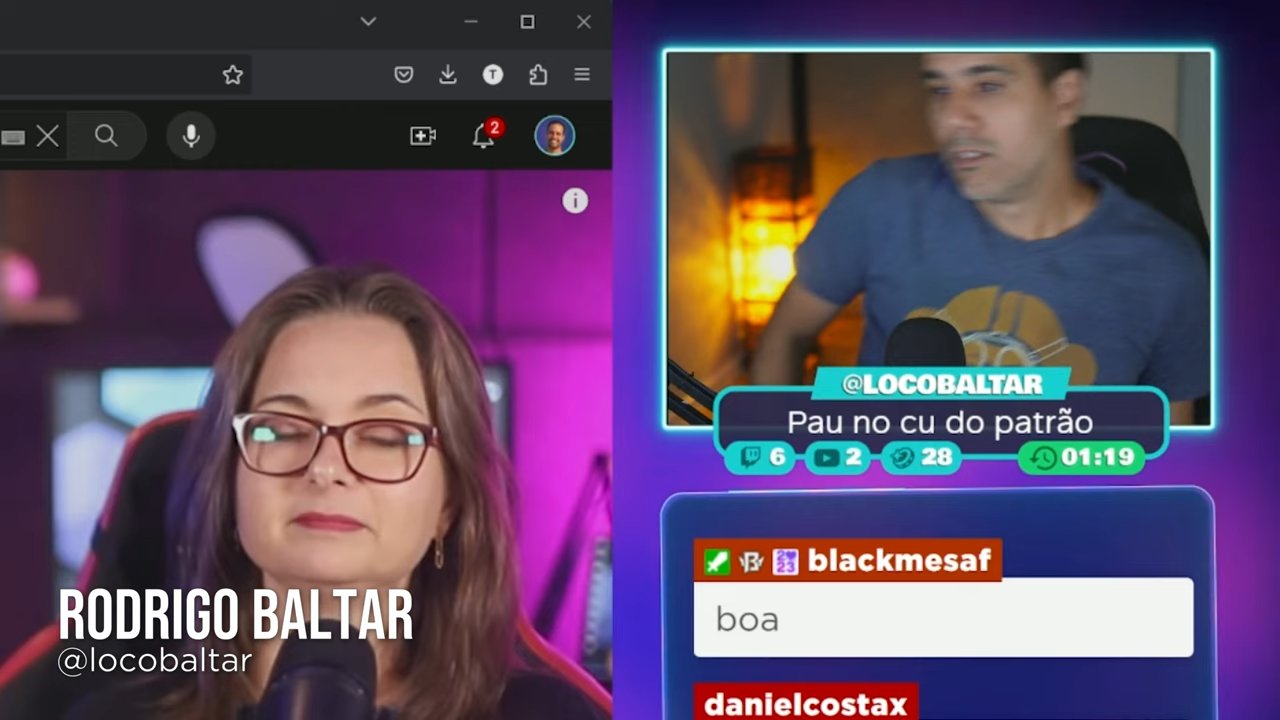 T
2
@LOCOBALTAR
Pau no cu do patrão
6
2
28
01:19
blackmesaf
boa
danielcostax
RODRIGO BALTAR
@locobaltar